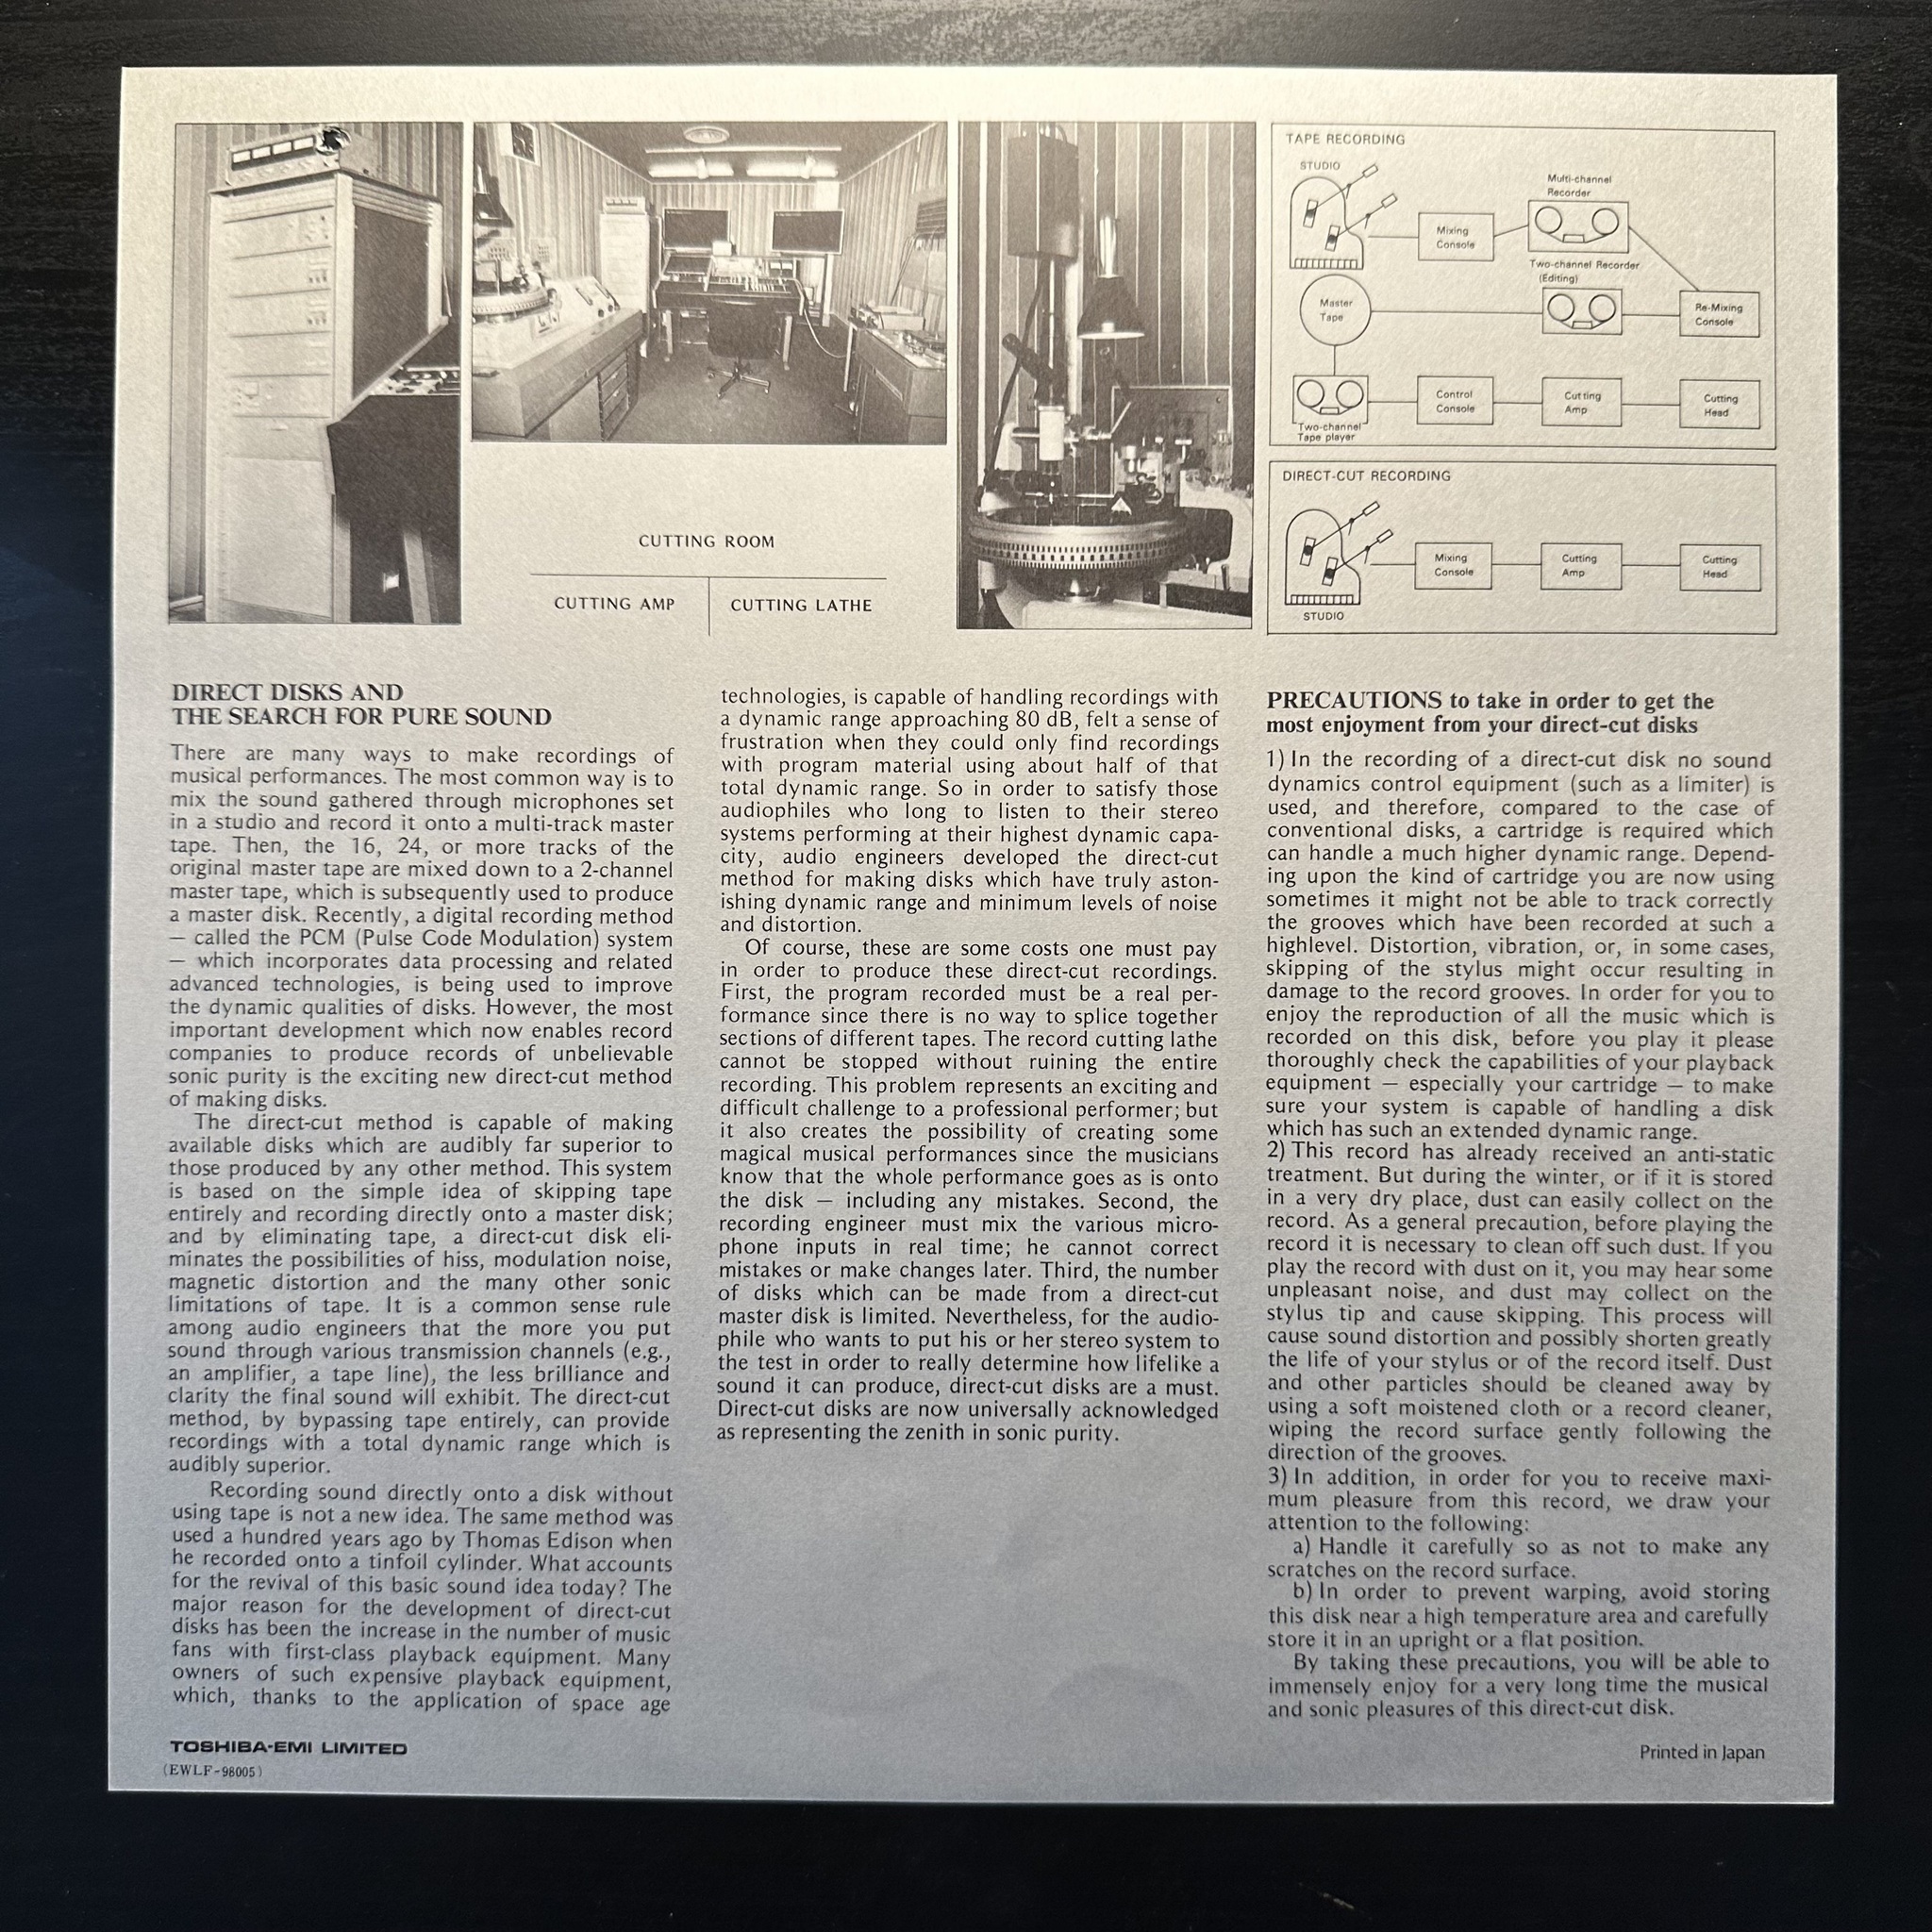 TAPE RECORDING
STUDIO
Multi-channel
Recorder
Mixing
Console
Two-channel Recorder
(Editing)
Master
Tape
Re-Mixing
Console
Control
Console
Cutting
Amp
Cutting
Head
Two-channel
Tape player
DIRECT-CUT RECORDING
Mixing
Console
Cutting
Amp
Cutting
Head
STUDIO
CUTTING ROOM
CUTTING AMP
CUTTING LATHE
DIRECT DISKS AND
THE SEARCH FOR PURE SOUND
There are many ways to make recordings of
musical performances. The most common way is to
mix the sound gathered through microphones set
in a studio and record it onto a multi-track master
tape. Then, the 16, 24, or more tracks of the
original master tape are mixed down to a 2-channel
master tape, which is subsequently used to produce
a master disk. Recently, a digital recording method
— called the PCM (Pulse Code Modulation) system
— which incorporates data processing and related
advanced technologies, is being used to improve
the dynamic qualities of disks. However, the most
important development which now enables record
companies to produce records of unbelievable
sonic purity is the exciting new direct-cut method
of making disks.
The direct-cut method is capable of making
available disks which are audibly far superior to
those produced by any other method. This system
is based on the simple idea of skipping tape
entirely and recording directly onto a master disk;
and by eliminating tape, a direct-cut disk eli-
minates the possibilities of hiss, modulation noise,
magnetic distortion and the many other sonic
limitations of tape. It is a common sense rule
among audio engineers that the more you put
sound through various transmission channels (e.g.,
an amplifier, a tape line), the less brilliance and
clarity the final sound will exhibit. The direct-cut
method, by bypassing tape entirely, can provide
recordings with a total dynamic range which is
audibly superior.
Recording sound directly onto a disk without
using tape is not a new idea. The same method was
used a hundred years ago by Thomas Edison when
he recorded onto a tinfoil cylinder. What accounts
for the revival of this basic sound idea today? The
major reason for the development of direct-cut
disks has been the increase in the number of music
fans with first-class playback equipment. Many
owners of such expensive playback equipment,
which, thanks to the application of space age
technologies, is capable of handling recordings with
a dynamic range approaching 80 dB, felt a sense of
frustration when they could only find recordings
with program material using about half of that
total dynamic range. So in order to satisfy those
audiophiles who long to listen to their stereo
systems performing at their highest dynamic capa-
city, audio engineers developed the direct-cut
method for making disks which have truly aston-
ishing dynamic range and minimum levels of noise
and distortion.
Of course, these are some costs one must pay
in order to produce these direct-cut recordings.
First, the program recorded must be a real per-
formance since there is no way to splice together
sections of different tapes. The record cutting lathe
cannot be stopped without ruining the entire
recording. This problem represents an exciting and
difficult challenge to a professional performer; but
it also creates the possibility of creating some
magical musical performances since the musicians
know that the whole performance goes as is onto
the disk — including any mistakes. Second, the
recording engineer must mix the various micro-
phone inputs in real time; he cannot correct
mistakes or make changes later. Third, the number
of disks which can be made from a direct-cut
master disk is limited. Nevertheless, for the audio-
phile who wants to put his or her stereo system to
the test in order to really determine how lifelike a
sound it can produce, direct-cut disks are a must.
Direct-cut disks are now universally acknowledged
as representing the zenith in sonic purity.
PRECAUTIONS to take in order to get the
most enjoyment from your direct-cut disks
1) In the recording of a direct-cut disk no sound
dynamics control equipment (such as a limiter) is
used, and therefore, compared to the case of
conventional disks, a cartridge is required which
can handle a much higher dynamic range. Depend-
ing upon the kind of cartridge you are now using
sometimes it might not be able to track correctly
the grooves which have been recorded at such a
highlevel. Distortion, vibration, or, in some cases,
skipping of the stylus might occur resulting in
damage to the record grooves. In order for you to
enjoy the reproduction of all the music which is
recorded on this disk, before you play it please
thoroughly check the capabilities of your playback
equipment — especially your cartridge — to make
sure your system is capable of handling a disk
which has such an extended dynamic range.
2) This record has already received an anti-static
treatment. But during the winter, or if it is stored
in a very dry place, dust can easily collect on the
record. As a general precaution, before playing the
record it is necessary to clean off such dust. If you
play the record with dust on it, you may hear some
unpleasant noise, and dust may collect on the
stylus tip and cause skipping. This process will
cause sound distortion and possibly shorten greatly
the life of your stylus or of the record itself. Dust
and other particles should be cleaned away by
using a soft moistened cloth or a record cleaner,
wiping the record surface gently following the
direction of the grooves.
3) In addition, in order for you to receive maxi-
mum pleasure from this record, we draw your
attention to the following:
a) Handle it carefully so as not to make any
scratches on the record surface.
b) In order to prevent warping, avoid storing
this disk near a high temperature area and carefully
store it in an upright or a flat position.
By taking these precautions, you will be able to
immensely enjoy for a very long time the musical
and sonic pleasures of this direct-cut disk.
TOSHIBA-EMI LIMITED
(EWLF-98005)
Printed in Japan